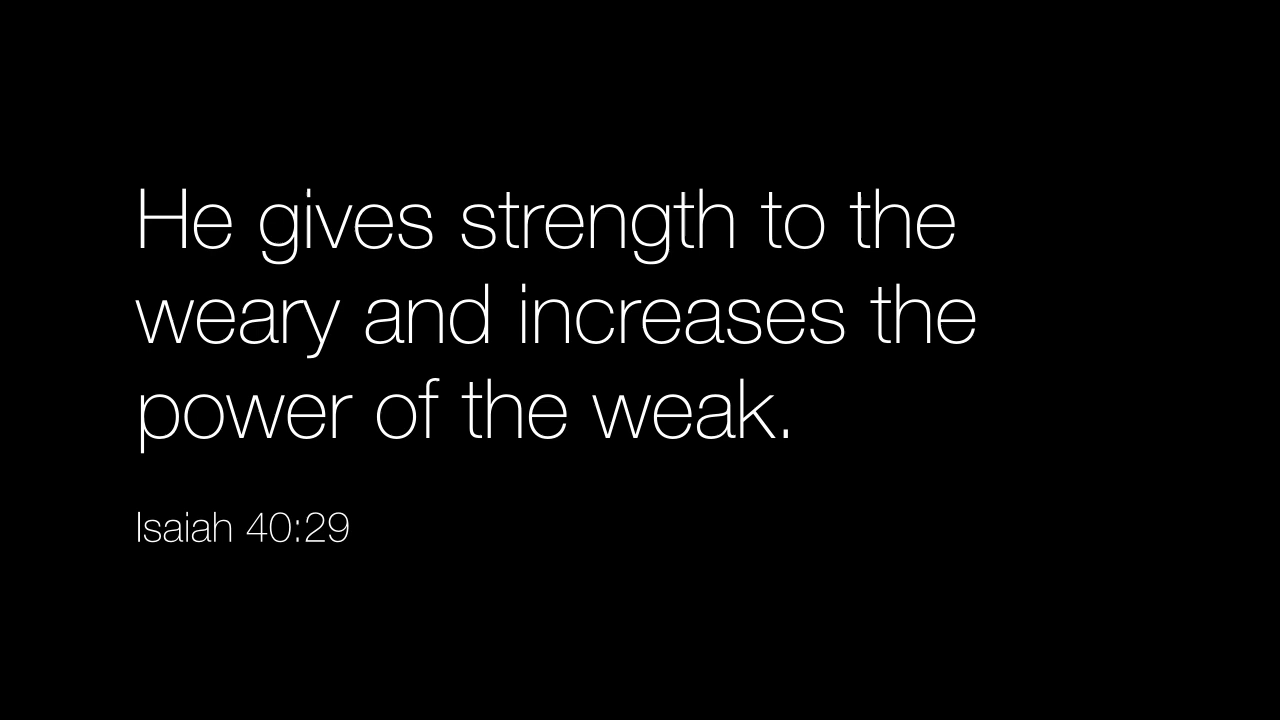 He gives strength to the
weary and increases the
power of the weak.
Isaiah 40:29